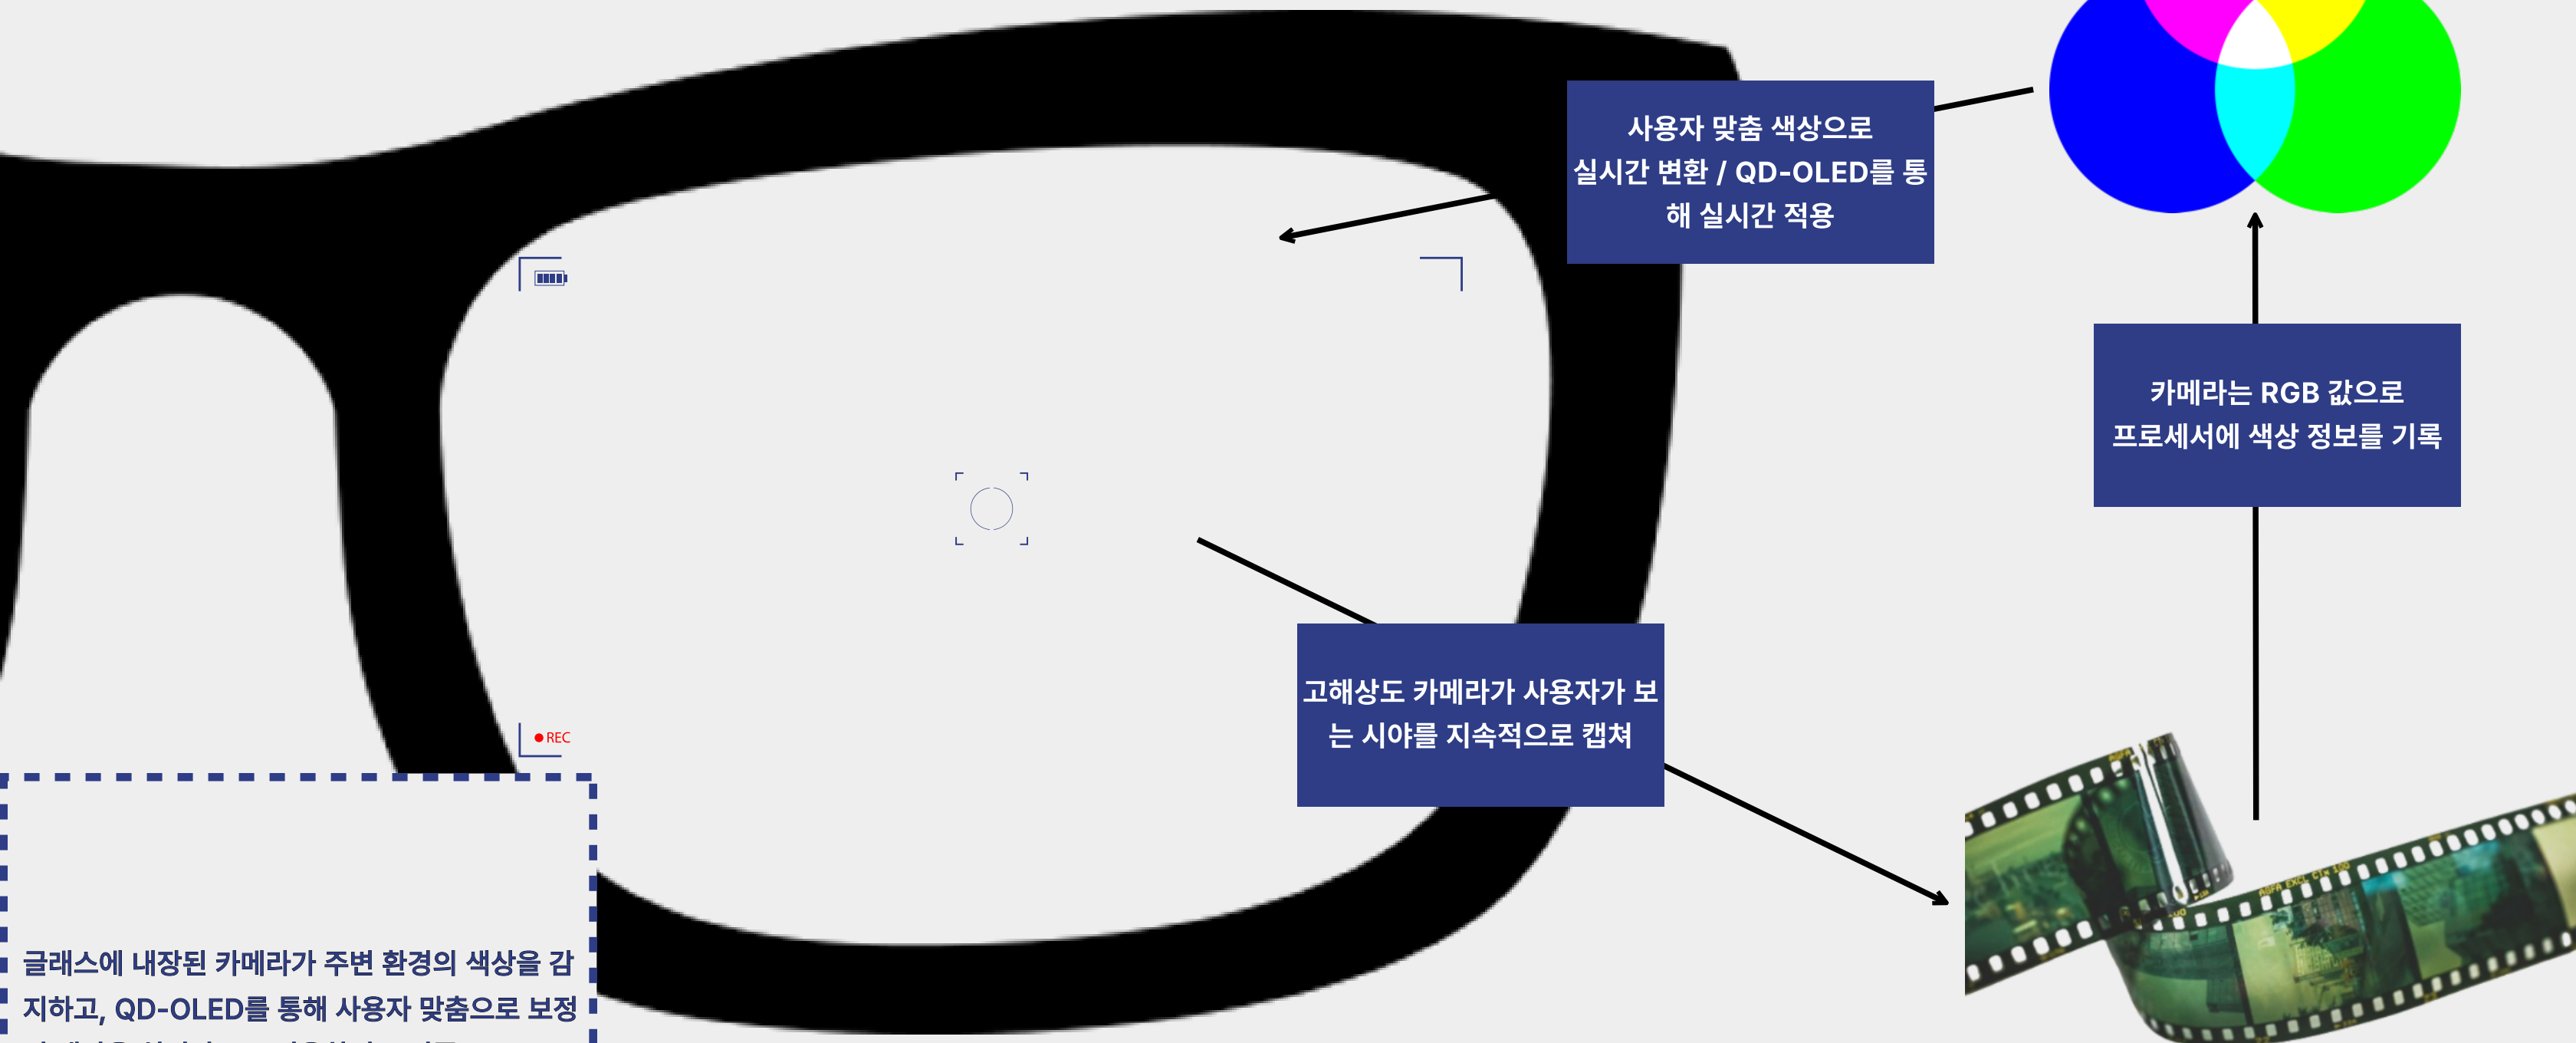 사용자 맞춤 색상으로
실시간 변환 / QD-OLED를 통
해 실시간 적용
카메라는 RGB 값으로
프로세서에 색상 정보를 기록
고해상도 카메라가 사용자가 보
는 시야를 지속적으로 캡쳐
REC
AGFA EXCL
글래스에 내장된 카메라가 주변 환경의 색상을 감
지하고, QD-OLED를 통해 사용자 맞춤으로 보정